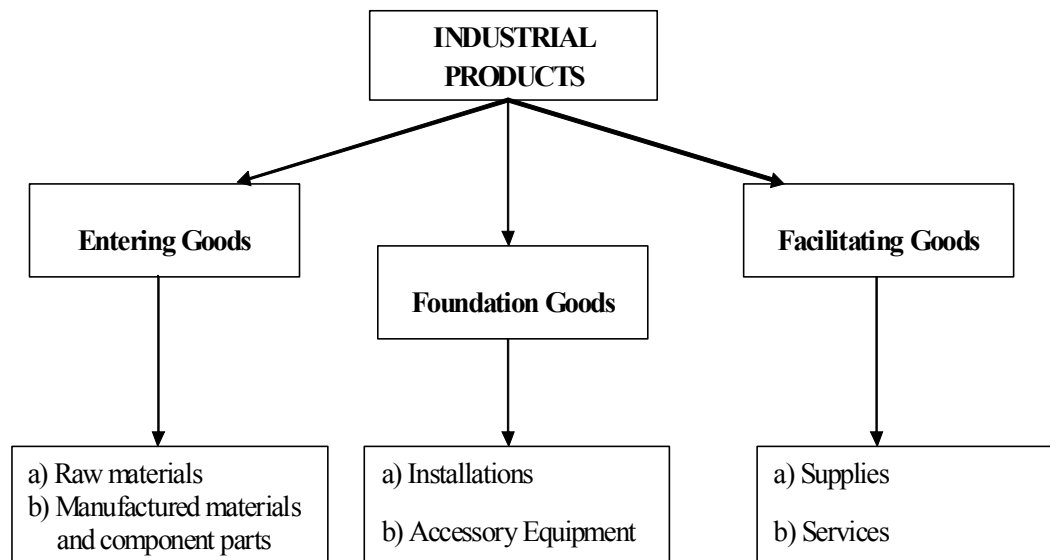 INDUSTRIAL
PRODUCTS
Entering Goods
Foundation Goods
Facilitating Goods
a) Raw materials
b) Manufactured materials
and component parts
a) Installations
b) Accessory Equipment
a) Supplies
b) Services